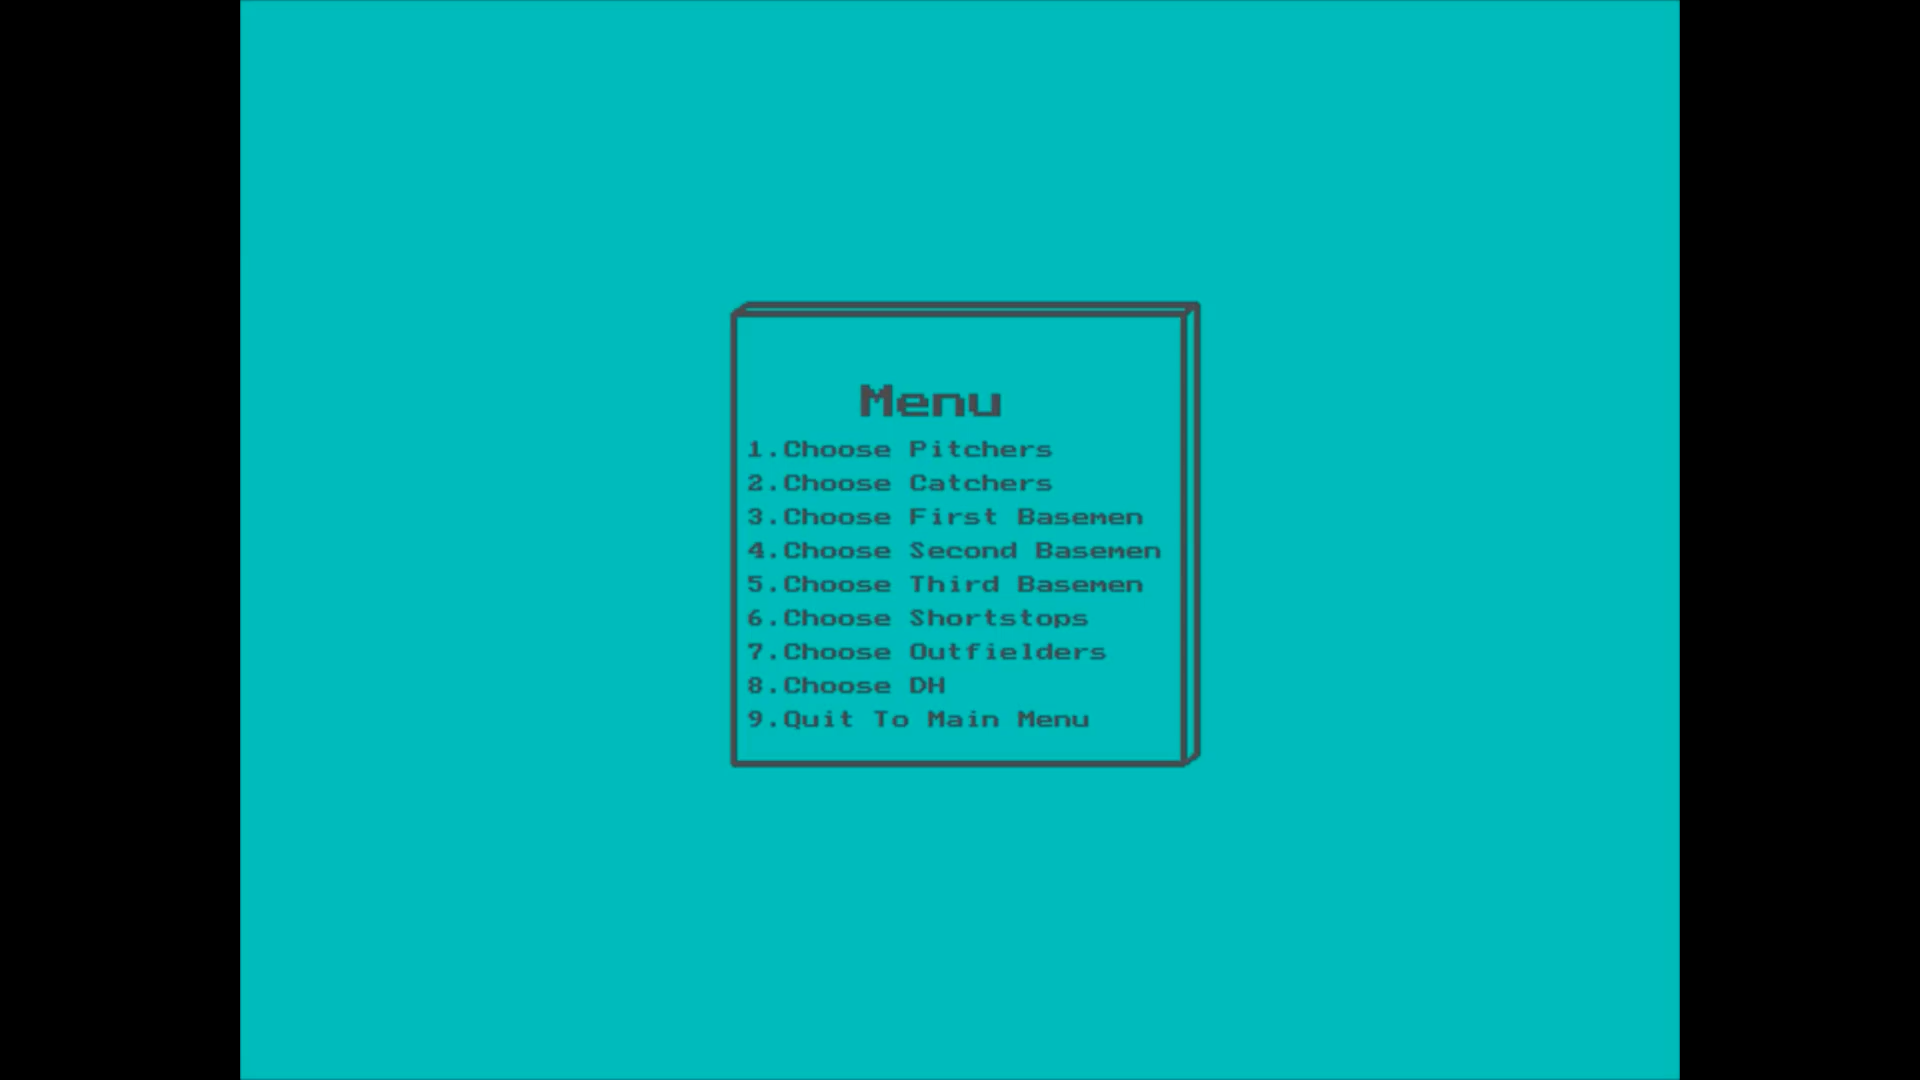 Menu
1.Choose Pitchers
2.Choose Catchers
3.Choose First Basemen
4.Choose Second Basemen
5.Choose Third Basemen
6.Choose Shortstops
7.Choose Outfielders
8.Choose DH
9.Quit To Main Menu